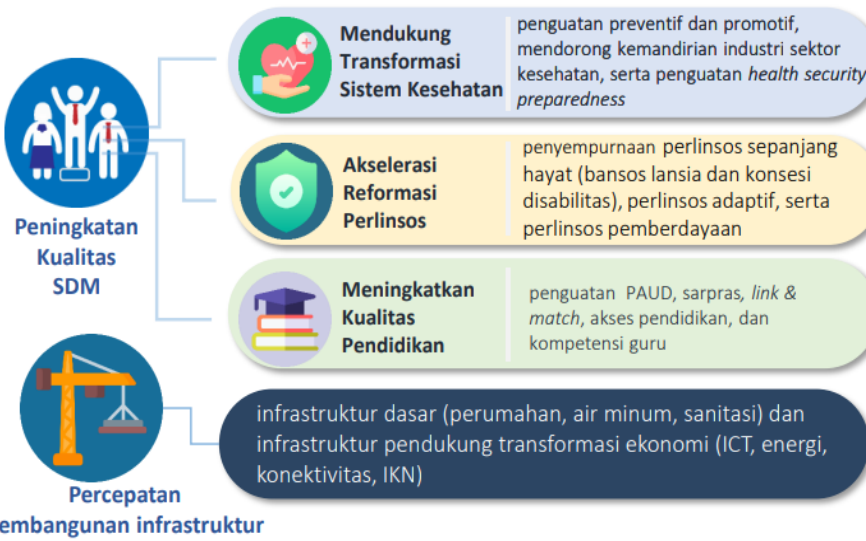 Mendukung
Transformasi
Sistem Kesehatan
penguatan preventif dan promotif,
mendorong kemandirian industri sektor
kesehatan, serta penguatan health security
preparedness
Peningkatan
Kualitas
SDM
Akselerasi
Reformasi
Perlinsos
penyempurnaan perlinsos sepanjang
hayat (bansos lansia dan konsesi
disabilitas), perlinsos adaptif, serta
perlinsos pemberdayaan
Meningkatkan
Kualitas
Pendidikan
penguatan PAUD, sarpras, link &
match, akses pendidikan, dan
kompetensi guru
infrastruktur dasar (perumahan, air minum, sanitasi) dan
infrastruktur pendukung transformasi ekonomi (ICT, energi,
konektivitas, IKN)
Percepatan
embangunan infrastruktur